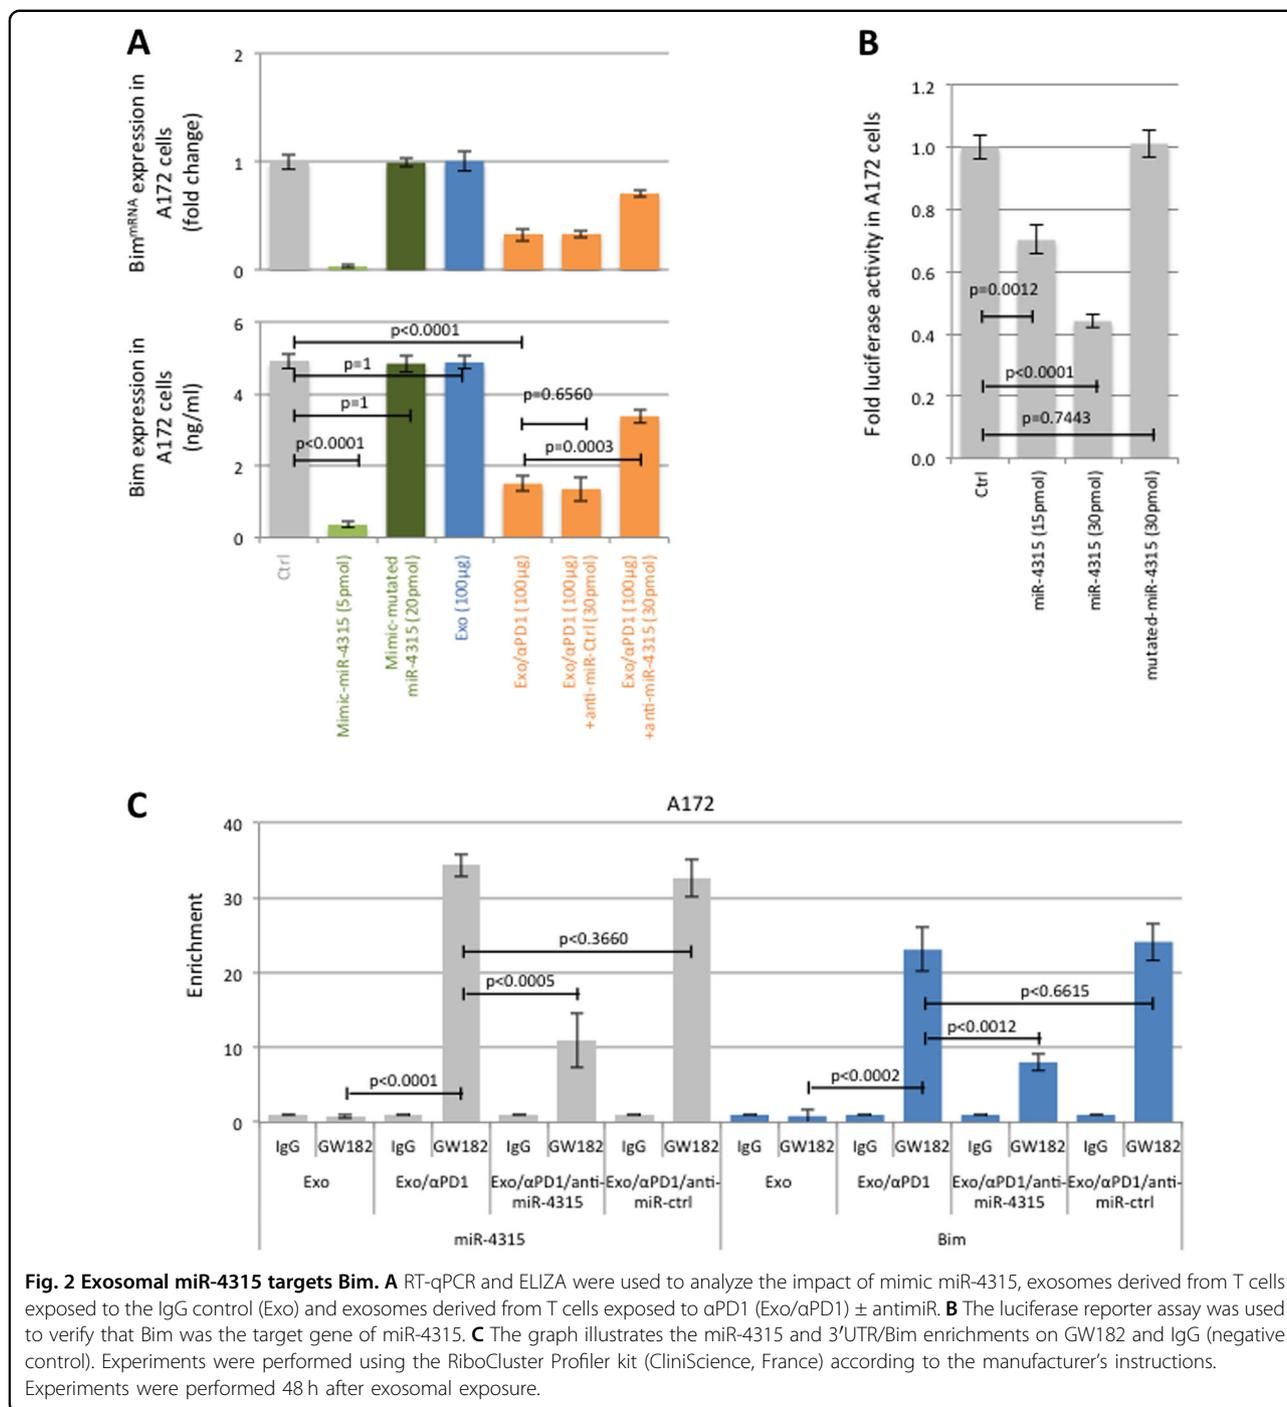 A
B
2
1
0
Bim^mRNA expression in
A172 cells
(fold change)
6
4
2
0
Bim expression in
A172 cells
(ng/ml)
p<0.0001
p=1
p=1
p<0.0001
p=0.6560
p=0.0003
Ctrl
Mimic-miR-4315 (5pmol)
Mimic-mutated
miR-4315 (20pmol)
Exo (100µg)
Exo/αPD1 (100µg)
Exo/αPD1 (100µg)
+anti-miR-Ctrl (30pmol)
Exo/αPD1 (100µg)
+anti-miR-4315 (30pmol)
Fold luciferase activity in A172 cells
1.2
1.0
0.8
0.6
0.4
0.2
0.0
p=0.0012
p<0.0001
p=0.7443
Ctrl
miR-4315 (15pmol)
miR-4315 (30pmol)
mutated-miR-4315 (30pmol)
C
A172
Enrichment
40
30
20
10
0
p<0.0001
p<0.3660
p<0.0005
p<0.0002
p<0.6615
p<0.0012
IgG GW182 IgG GW182 IgG GW182 IgG GW182 IgG GW182 IgG GW182 IgG GW182 IgG GW182
Exo Exo/αPD1 Exo/αPD1/anti- Exo/αPD1/anti- Exo Exo/αPD1 Exo/αPD1/anti- Exo/αPD1/anti-
miR-4315 miR-ctrl miR-4315 miR-ctrl
miR-4315 Bim
Fig. 2 Exosomal miR-4315 targets Bim. A RT-qPCR and ELIZA were used to analyze the impact of mimic miR-4315, exosomes derived from T cells
exposed to the IgG control (Exo) and exosomes derived from T cells exposed to αPD1 (Exo/αPD1) ± antimiR. B The luciferase reporter assay was used
to verify that Bim was the target gene of miR-4315. C The graph illustrates the miR-4315 and 3′UTR/Bim enrichments on GW182 and IgG (negative
control). Experiments were performed using the RiboCluster Profiler kit (CliniScience, France) according to the manufacturer's instructions.
Experiments were performed 48 h after exosomal exposure.